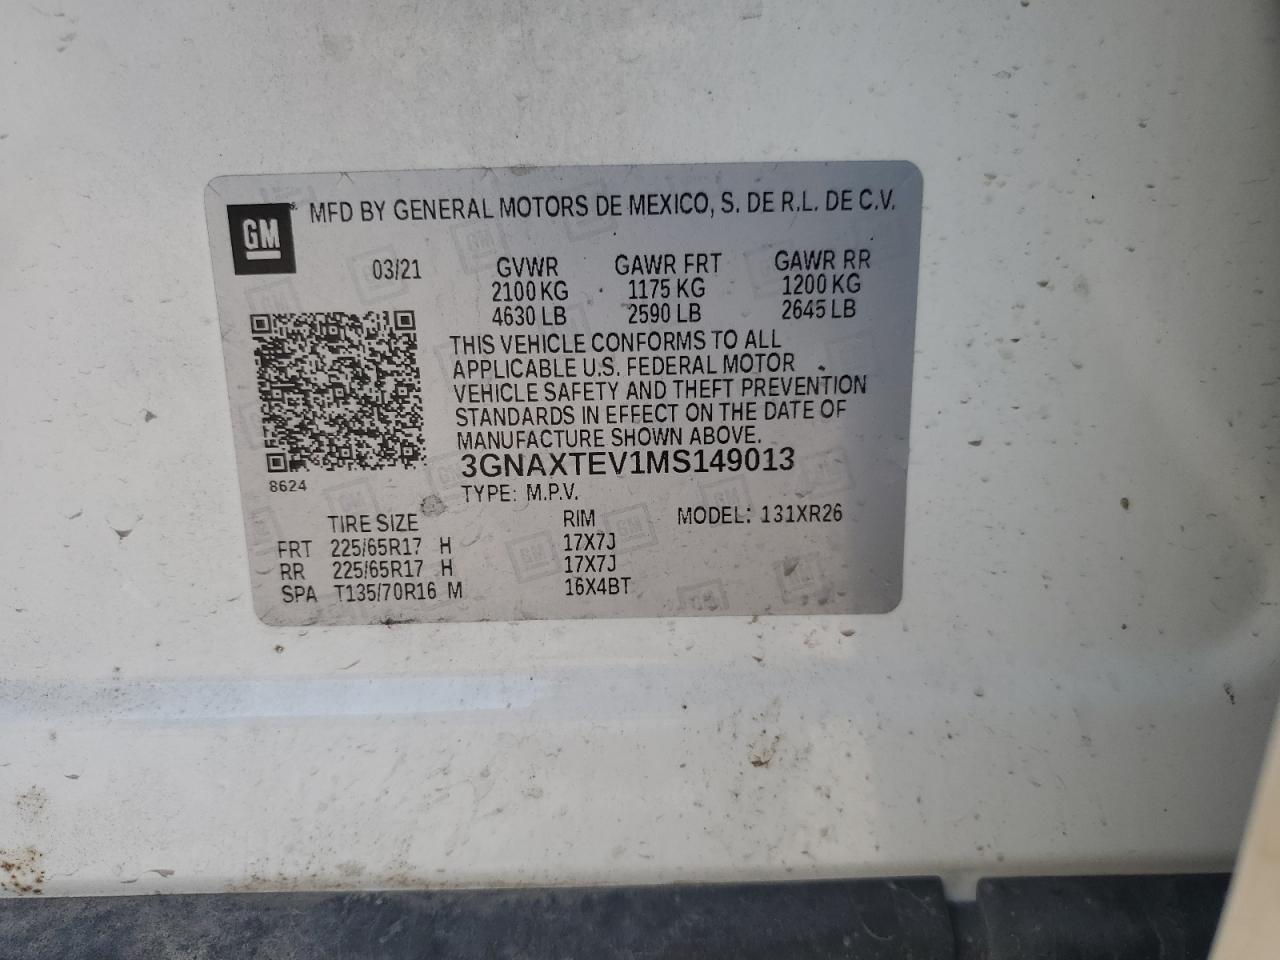 GM
MFD BY GENERAL MOTORS DE MEXICO, S. DE R.L. DE C.V.
03/21 GVWR GAWR FRT GAWR RR
2100 KG 1175 KG 1200 KG
4630 LB 2590 LB 2645 LB
THIS VEHICLE CONFORMS TO ALL
APPLICABLE U.S. FEDERAL MOTOR
VEHICLE SAFETY AND THEFT PREVENTION
STANDARDS IN EFFECT ON THE DATE OF
MANUFACTURE SHOWN ABOVE.
3GNAXTEV1MS149013
8624
TYPE: M.P.V.
TIRE SIZE RIM MODEL: 131XR26
FRT 225/65R17 H 17X7J
RR 225/65R17 H 17X7J
SPA T135/70R16 M 16X4BT